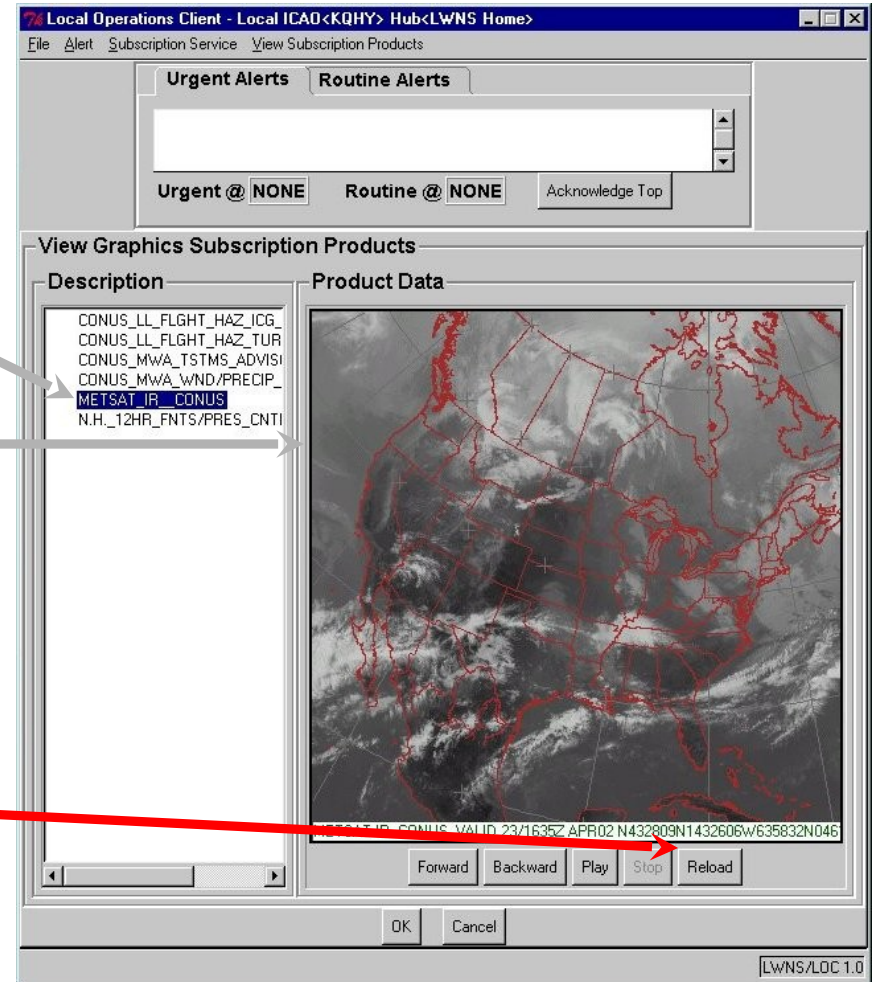 Local Operations Client - Local ICAO<KQHY> Hub<LWNS Home>
File Alert Subscription Service View Subscription Products
Urgent Alerts Routine Alerts
Urgent @ NONE Routine @ NONE Acknowledge Top
View Graphics Subscription Products
Description
Product Data
CONUS_LL_FLGHT_HAZ_ICG_
CONUS_LL_FLGHT_HAZ_TUR
CONUS_MWA_TSTMS_ADVIS
CONUS_MWA_WND/PRECIP_
METSAT_IR__CONUS
N.H._12HR_FNTS/PRES_CNT
METSAT IR CONUS VALID 23/1635Z APR02 N432809N1432606W635832N046
Forward Backward Play Stop Reload
OK Cancel
LWNS/LOC 1.0